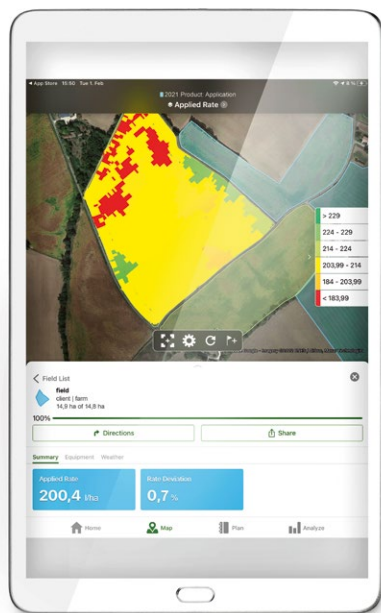 App Store 15:50 Tue 1. Feb
2021 Product Application
Applied Rate
> 229
224 - 229
214 - 224
203,99 - 214
184 - 203,99
< 183,99
Field List
field
client | farm
14,9 ha of 14,8 ha
100%
Directions
Share
Summary Equipment Weather
Applied Rate
200,4 l/ha
Rate Deviation
0,7 %
Home Map Plan Analyze